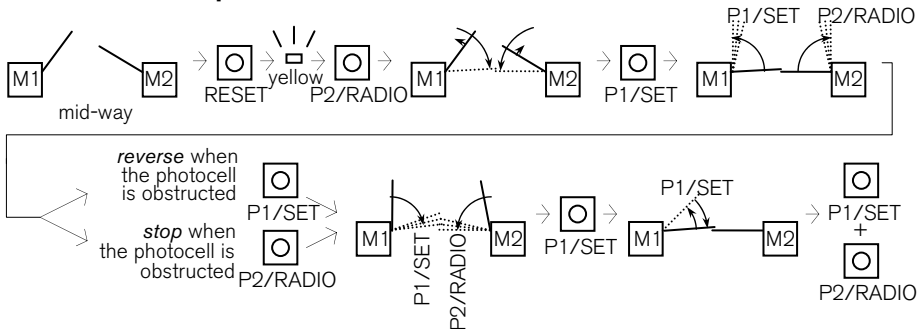 P1/SET P2/RADIO
M1 M2 RESET yellow P2/RADIO M1 M2 P1/SET M1 M2
mid-way
reverse when
the photocell
is obstructed
P1/SET
stop when
the photocell is
obstructed
P2/RADIO
M1 P1/SET P2/RADIO M2
P1/SET
P1/SET
M1 M2
P1/SET
+
P2/RADIO